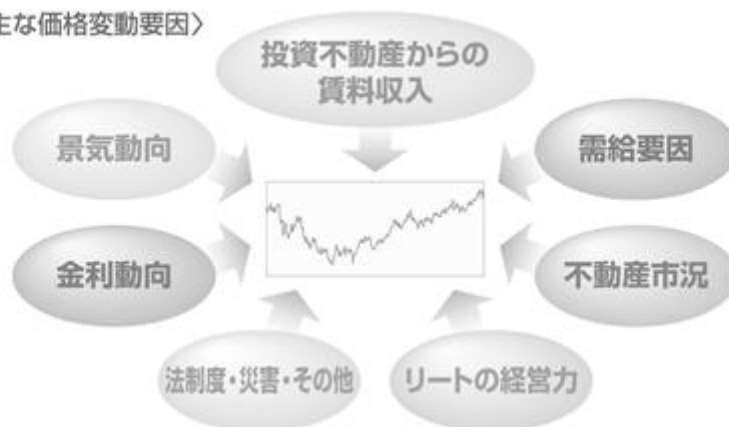 主な価格変動要因〉
投資不動産からの
賃料収入
景気動向
需給要因
金利動向
不動産市況
法制度・災害・その他
リートの経営力